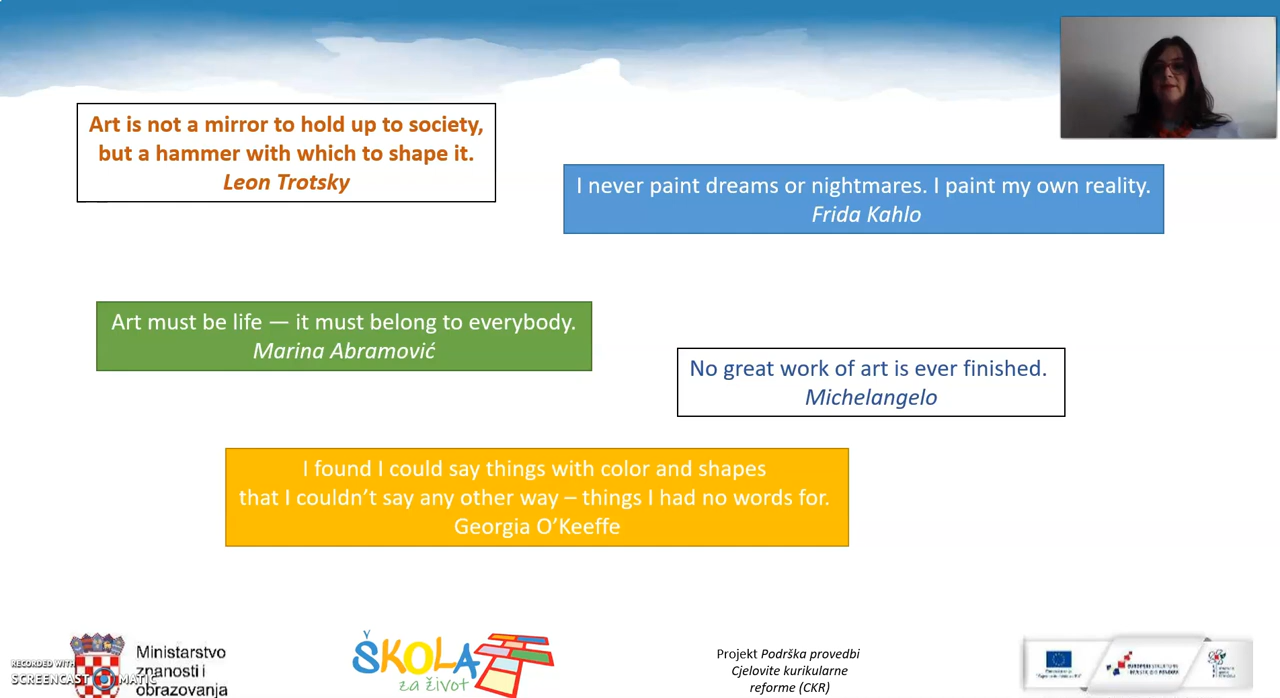 Art is not a mirror to hold up to society,
but a hammer with which to shape it.
Leon Trotsky
I never paint dreams or nightmares. I paint my own reality.
Frida Kahlo
Art must be life — it must belong to everybody.
Marina Abramović
No great work of art is ever finished.
Michelangelo
I found I could say things with color and shapes
that I couldn’t say any other way – things I had no words for.
Georgia O’Keeffe
Ministarstvo
znanosti i
obrazovanja
RECORDED WITH
SCREENCAST MATIC
ŠKOLA
za život
Projekt Podrška provedbi
Cjelovite kurikularne
reforme (CKR)